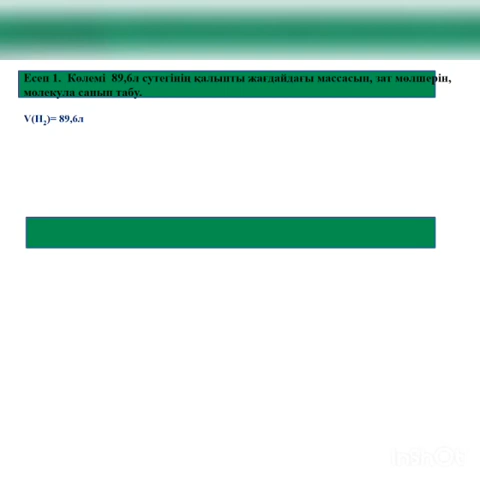 Есеп 1. Көлемі 89,6л сутегінің қалыпты жағдайдағы массасын, зат мөлшерін,
молекула санын табу.
V(H₂)= 89,6л